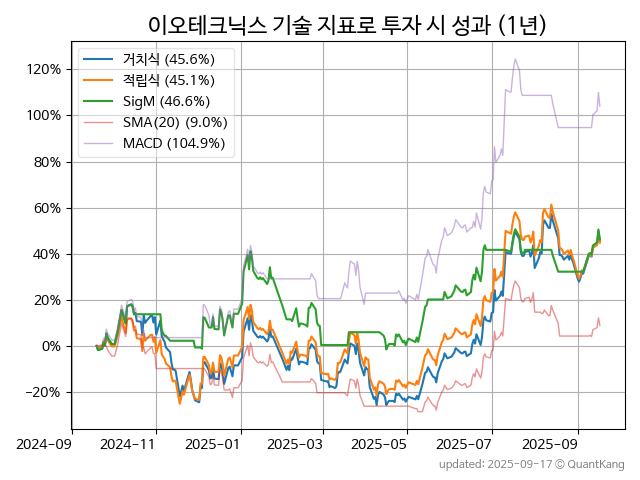 이오테크닉스 기술 지표로 투자 시 성과 (1년)
거치식 (45.6%)
적립식 (45.1%)
SigM (46.6%)
SMA(20) (9.0%)
MACD (104.9%)
120%
100%
80%
60%
40%
20%
0%
−20%
2024-09 2024-11 2025-01 2025-03 2025-05 2025-07 2025-09
updated: 2025-09-17 © QuantKang